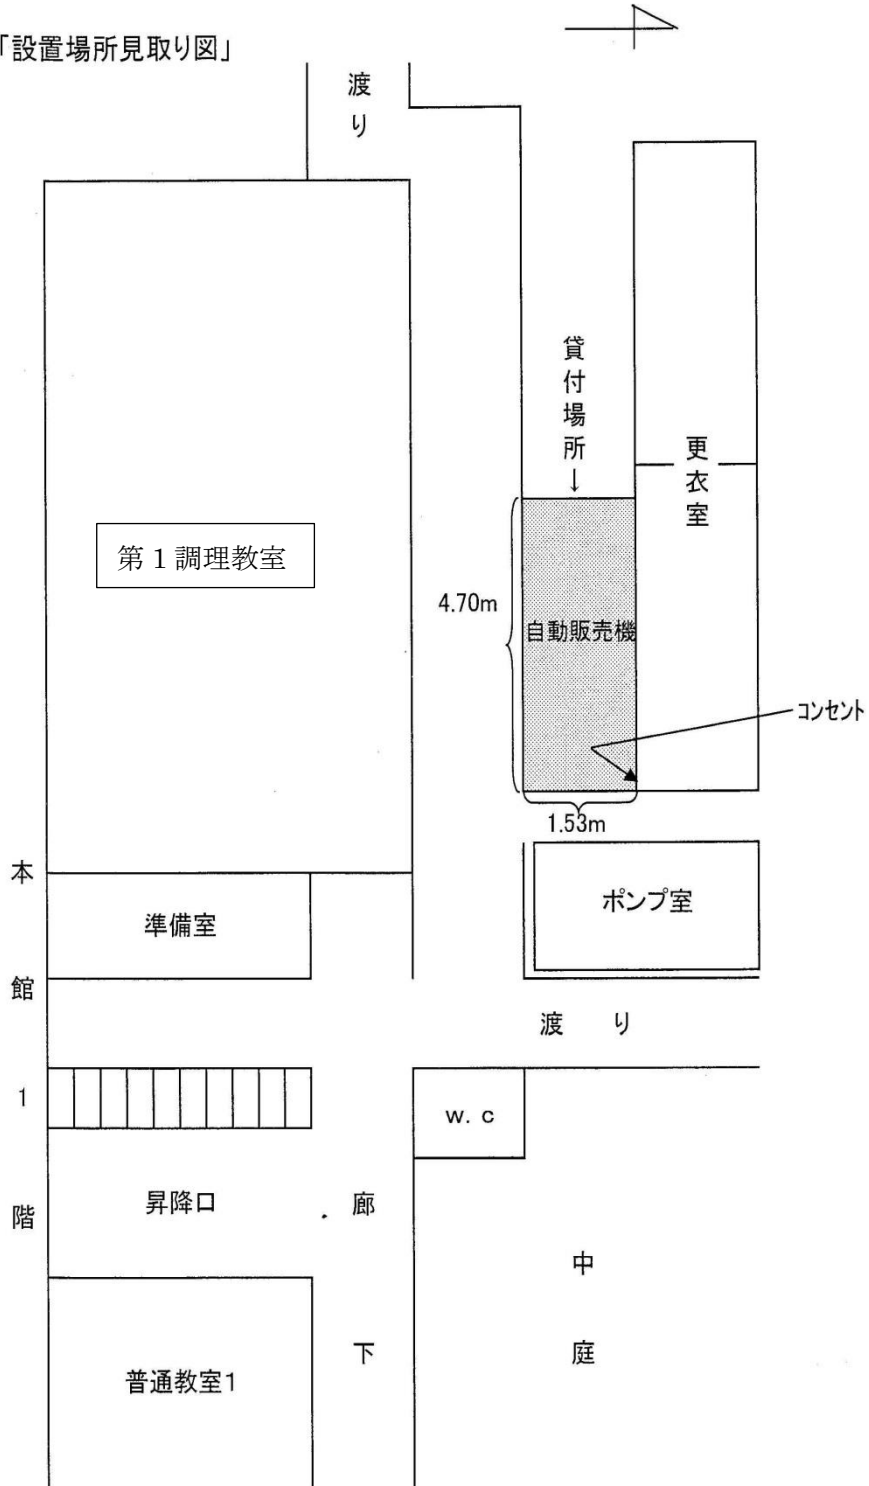 「設置場所見取り図」
渡り
貸付場所↓
更衣室
第1調理教室
4.70m
自動販売機
コンセント
1.53m
本館1階
準備室
ポンプ室
渡り
w.c
昇降口
廊下
中庭
普通教室1